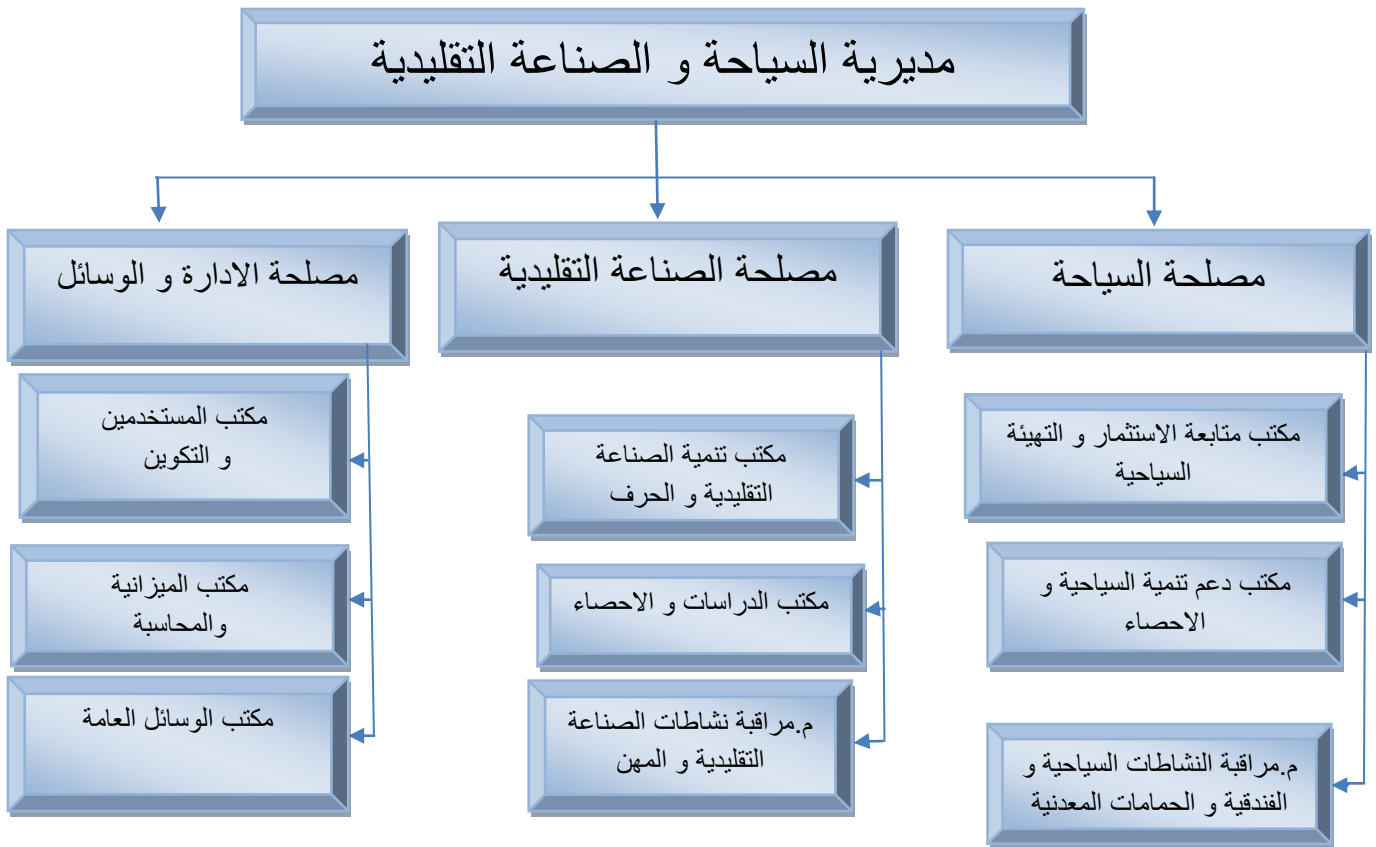 مديرية السياحة و الصناعة التقليدية
مصلحة السياحة
مصلحة الصناعة التقليدية
مصلحة الادارة و الوسائل
مكتب متابعة الاستثمار و التهيئة
السياحية
مكتب دعم تنمية السياحية و
الاحصاء
م.مراقبة النشاطات السياحية و
الفندقية و الحمامات المعدنية
مكتب تنمية الصناعة
التقليدية و الحرف
مكتب الدراسات و الاحصاء
م.مراقبة نشاطات الصناعة
التقليدية و المهن
مكتب المستخدمين
و التكوين
مكتب الميزانية
والمحاسبة
مكتب الوسائل العامة